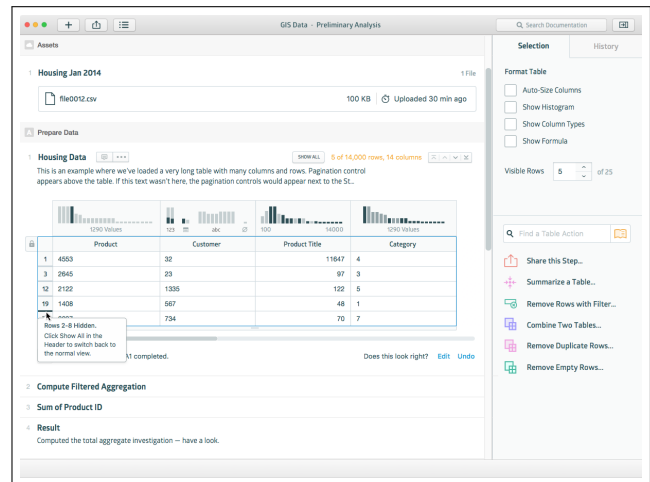 GIS Data - Preliminary Analysis
Search Documentation
Assets
1 Housing Jan 2014 1 File
file0012.csv 100 KB Uploaded 30 min ago
Prepare Data
1 Housing Data SHOW ALL 5 of 14,000 rows, 14 columns
This is an example where we've loaded a very long table with many columns and rows. Pagination control
appears above the table. If this text wasn't here, the pagination controls would appear next to the St...
1290 Values 123 abc 100 14000 1290 Values
Product Customer Product Title Category
1 4553 32 11647 4
3 2645 23 97 3
12 2122 1335 122 5
19 1408 567 48 1
734 70 7
Rows 2-8 Hidden.
Click Show All in the
Header to switch back to
the normal view.
A1 completed. Does this look right? Edit Undo
2 Compute Filtered Aggregation
3 Sum of Product ID
4 Result
Computed the total aggregate investigation — have a look.
Selection History
Format Table
Auto-Size Columns
Show Histogram
Show Column Types
Show Formula
Visible Rows 5 of 25
Find a Table Action
Share this Step...
Summarize a Table...
Remove Rows with Filter...
Combine Two Tables...
Remove Duplicate Rows...
Remove Empty Rows...